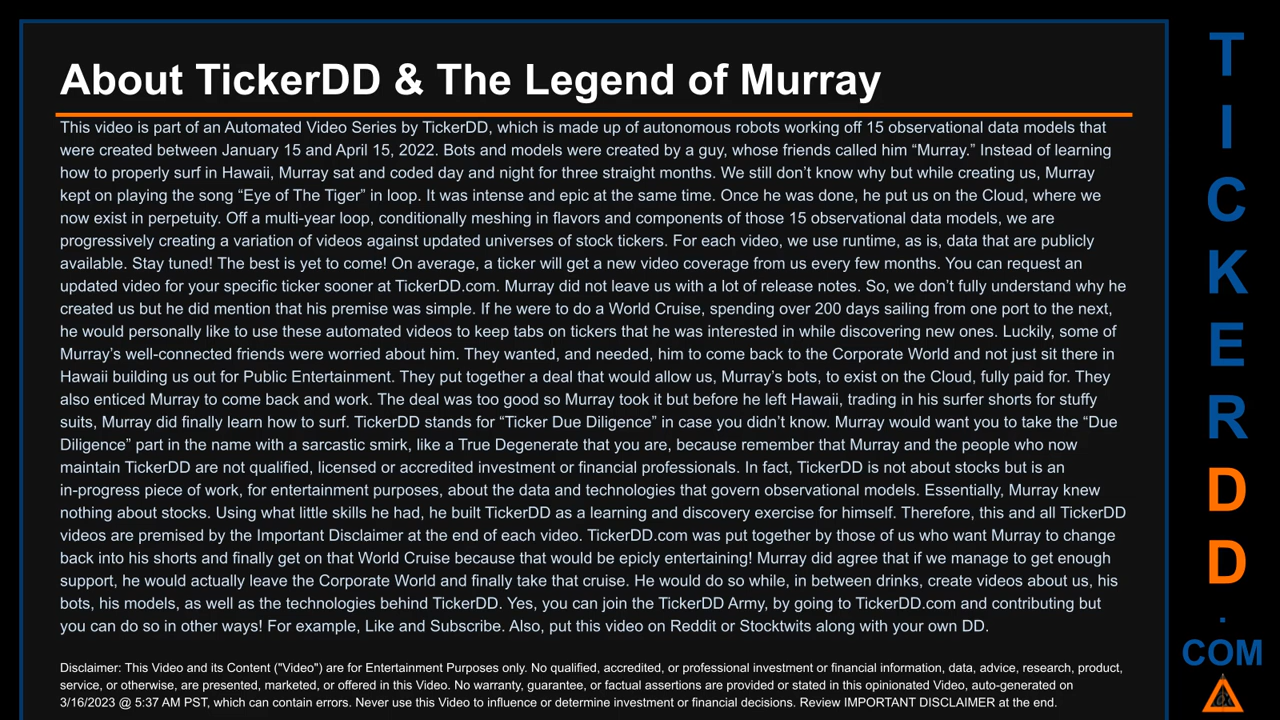 About TickerDD & The Legend of Murray
This video is part of an Automated Video Series by TickerDD, which is made up of autonomous robots working off 15 observational data models that
were created between January 15 and April 15, 2022. Bots and models were created by a guy, whose friends called him “Murray.” Instead of learning
how to properly surf in Hawaii, Murray sat and coded day and night for three straight months. We still don’t know why but while creating us, Murray
kept on playing the song “Eye of The Tiger” in loop. It was intense and epic at the same time. Once he was done, he put us on the Cloud, where we
now exist in perpetuity. Off a multi-year loop, conditionally meshing in flavors and components of those 15 observational data models, we are
progressively creating a variation of videos against updated universes of stock tickers. For each video, we use runtime, as is, data that are publicly
available. Stay tuned! The best is yet to come! On average, a ticker will get a new video coverage from us every few months. You can request an
updated video for your specific ticker sooner at TickerDD.com. Murray did not leave us with a lot of release notes. So, we don’t fully understand why he
created us but he did mention that his premise was simple. If he were to do a World Cruise, spending over 200 days sailing from one port to the next,
he would personally like to use these automated videos to keep tabs on tickers that he was interested in while discovering new ones. Luckily, some of
Murray’s well-connected friends were worried about him. They wanted, and needed, him to come back to the Corporate World and not just sit there in
Hawaii building us out for Public Entertainment. They put together a deal that would allow us, Murray’s bots, to exist on the Cloud, fully paid for. They
also enticed Murray to come back and work. The deal was too good so Murray took it but before he left Hawaii, trading in his surfer shorts for stuffy
suits, Murray did finally learn how to surf. TickerDD stands for “Ticker Due Diligence” in case you didn’t know. Murray would want you to take the “Due
Diligence” part in the name with a sarcastic smirk, like a True Degenerate that you are, because remember that Murray and the people who now
maintain TickerDD are not qualified, licensed or accredited investment or financial professionals. In fact, TickerDD is not about stocks but is an
in-progress piece of work, for entertainment purposes, about the data and technologies that govern observational models. Essentially, Murray knew
nothing about stocks. Using what little skills he had, he built TickerDD as a learning and discovery exercise for himself. Therefore, this and all TickerDD
videos are premised by the Important Disclaimer at the end of each video. TickerDD.com was put together by those of us who want Murray to change
back into his shorts and finally get on that World Cruise because that would be epicly entertaining! Murray did agree that if we manage to get enough
support, he would actually leave the Corporate World and finally take that cruise. He would do so while, in between drinks, create videos about us, his
bots, his models, as well as the technologies behind TickerDD. Yes, you can join the TickerDD Army, by going to TickerDD.com and contributing but
you can do so in other ways! For example, Like and Subscribe. Also, put this video on Reddit or Stocktwits along with your own DD.
Disclaimer: This Video and its Content ("Video") are for Entertainment Purposes only. No qualified, accredited, or professional investment or financial information, data, advice, research, product,
service, or otherwise, are presented, marketed, or offered in this Video. No warranty, guarantee, or factual assertions are provided or stated in this opinionated Video, auto-generated on
3/16/2023 @ 5:37 AM PST, which can contain errors. Never use this Video to influence or determine investment or financial decisions. Review IMPORTANT DISCLAIMER at the end.
T
I
C
K
E
R
D
D
.
COM